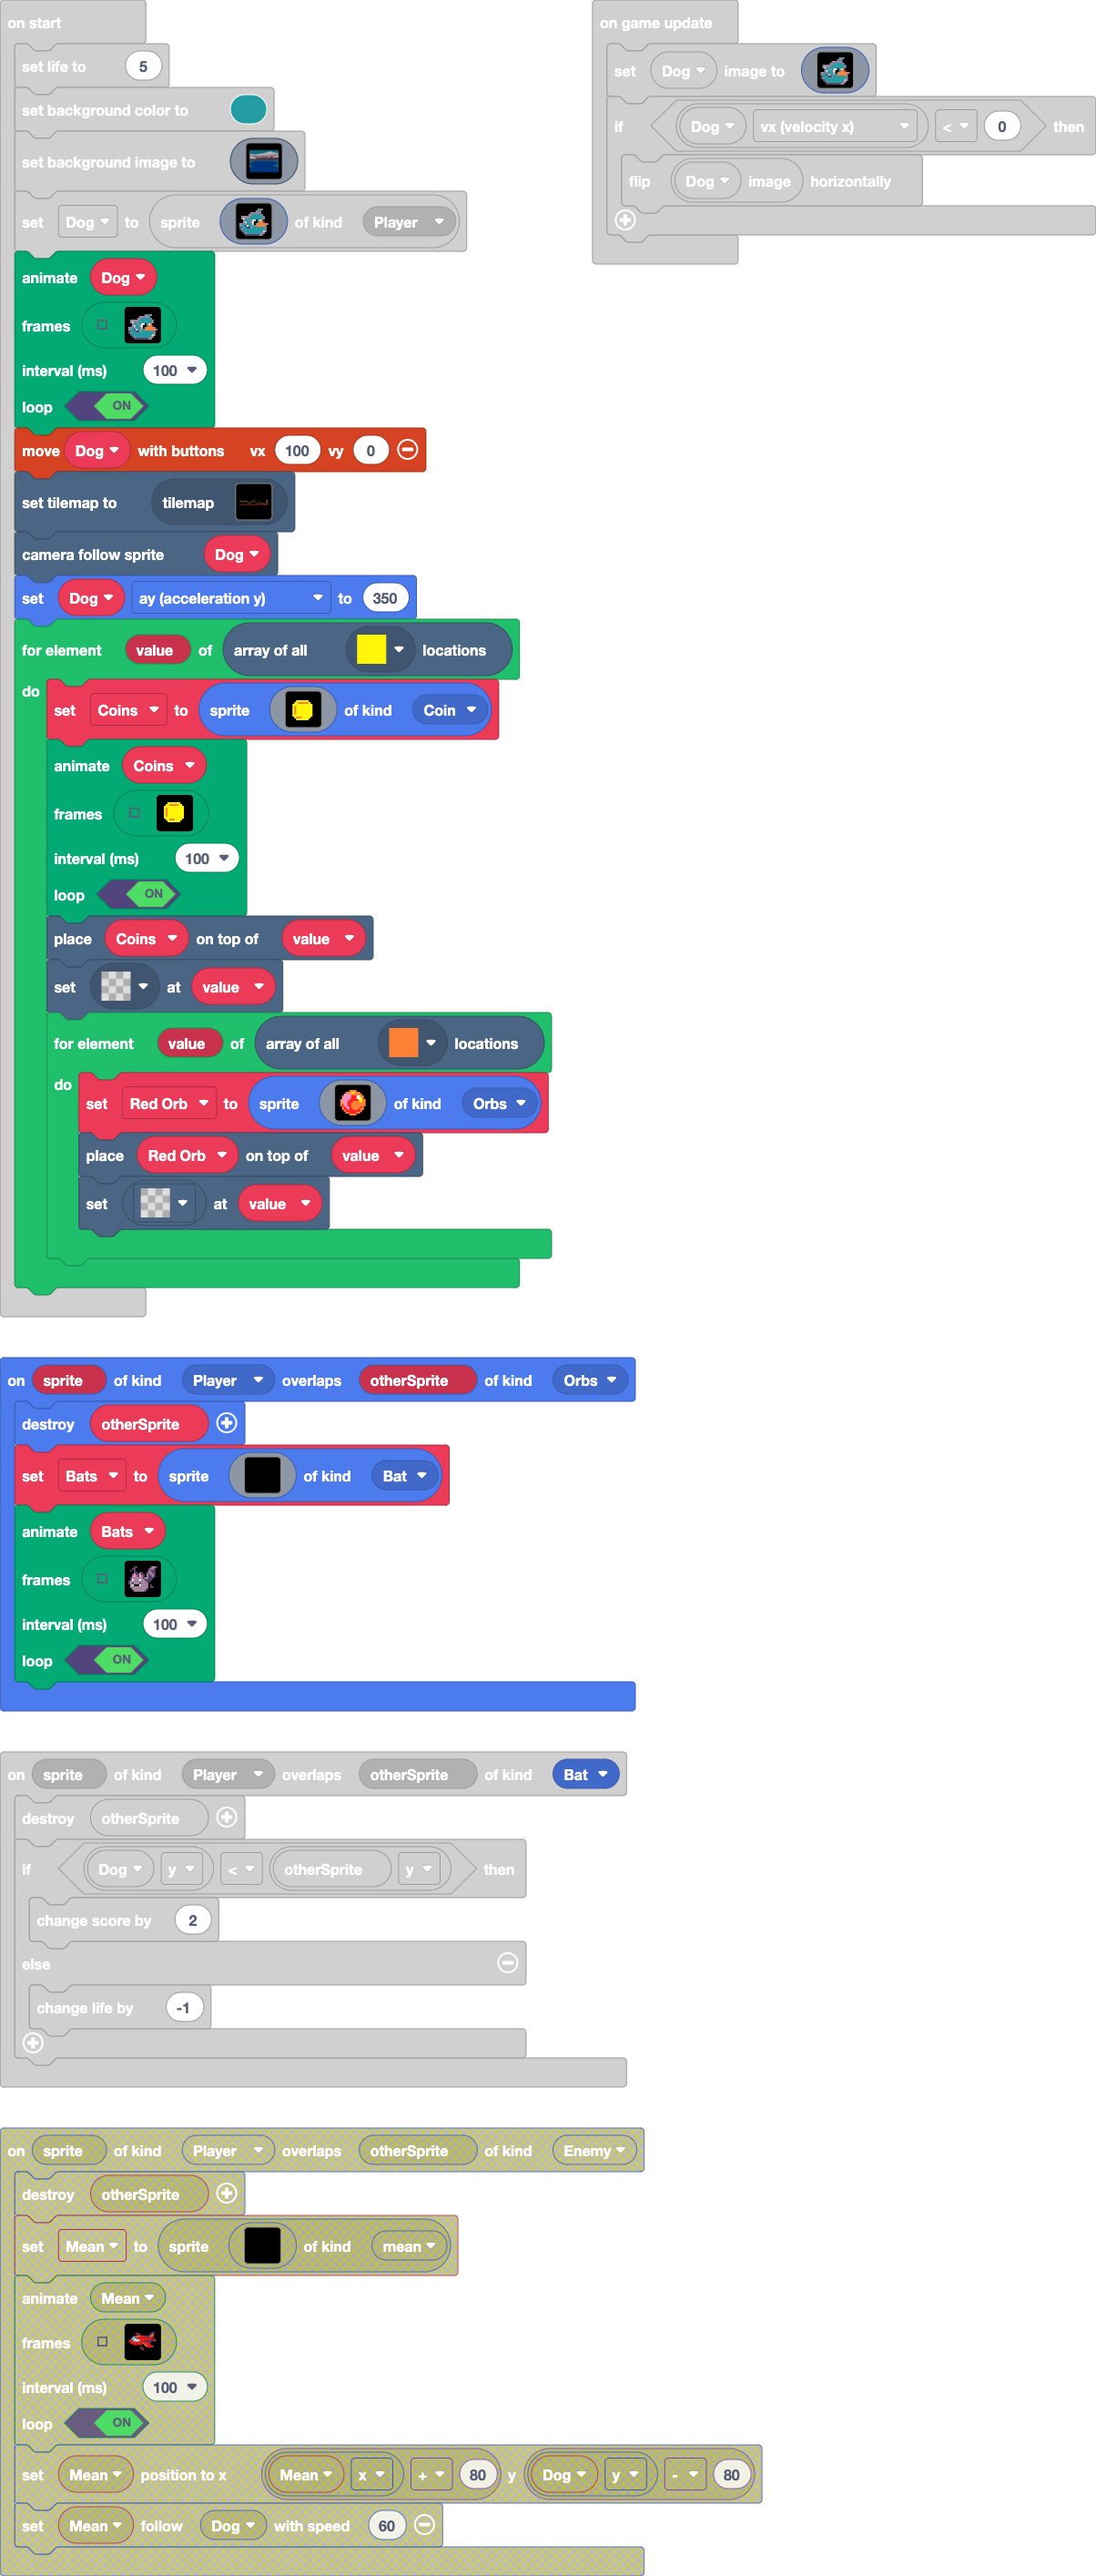 on start
set life to 5
set background color to
set background image to
set Dog to sprite of kind Player
animate Dog
frames
interval (ms) 100
loop ON
move Dog with buttons vx 100 vy 0
set tilemap to tilemap
camera follow sprite Dog
set Dog ay (acceleration y) to 350
for element value of array of all locations
do
set Coins to sprite of kind Coin
animate Coins
frames
interval (ms) 100
loop ON
place Coins on top of value
set at value
for element value of array of all locations
do
set Red Orb to sprite of kind Orbs
place Red Orb on top of value
set at value
on game update
set Dog image to
if Dog vx (velocity x) < 0 then
flip Dog image horizontally
on sprite of kind Player overlaps otherSprite of kind Orbs
destroy otherSprite
set Bats to sprite of kind Bat
animate Bats
frames
interval (ms) 100
loop ON
on sprite of kind Player overlaps otherSprite of kind Bat
destroy otherSprite
if Dog y < otherSprite y then
change score by 2
else
change life by -1
on sprite of kind Player overlaps otherSprite of kind Enemy
destroy otherSprite
set Mean to sprite of kind mean
animate Mean
frames
interval (ms) 100
loop ON
set Mean position to x Mean x + 80 y Dog y - 80
set Mean follow Dog with speed 60